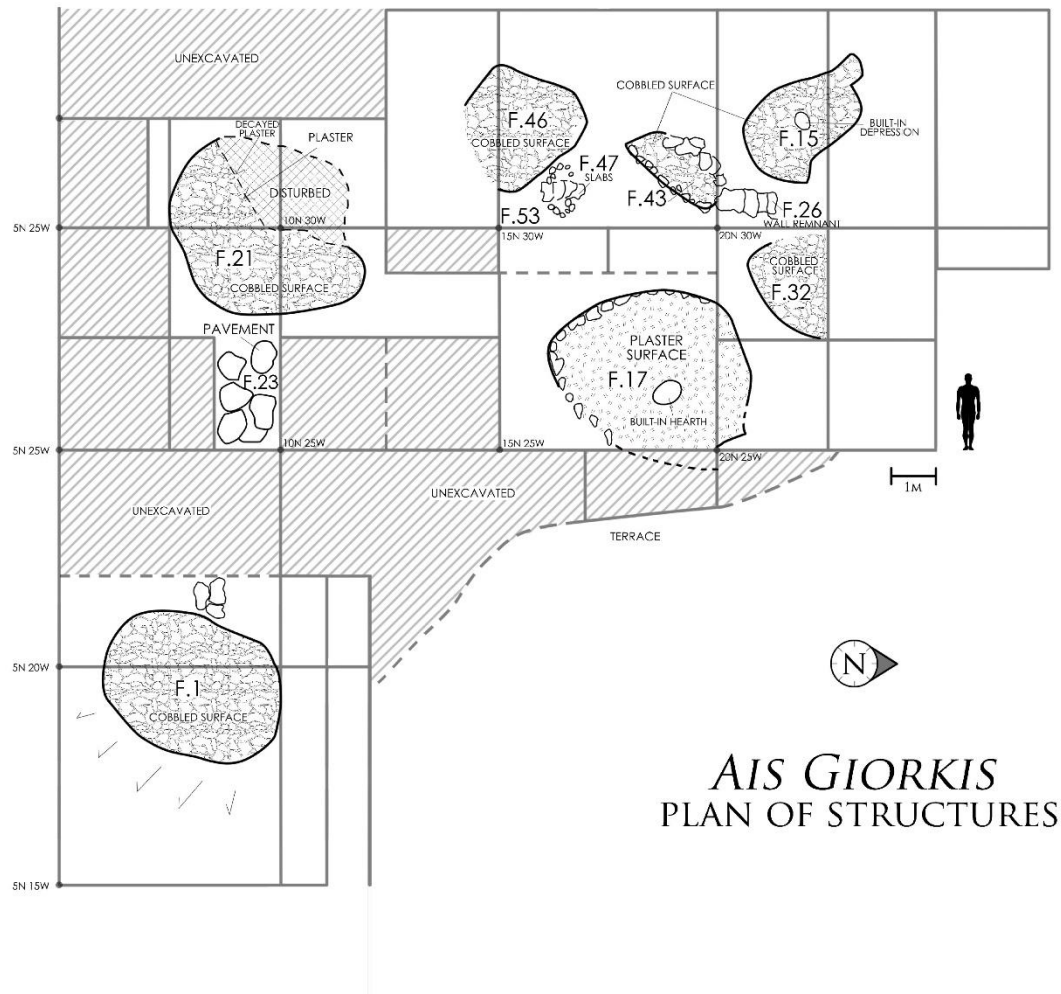 UNEXCAVATED
COBBLED SURFACE
F.46
COBBLED SURFACE
F.15
BUILT-IN
DEPRESSION
DECAYED
PLASTER
PLASTER
DISTURBED
F.47
SLABS
F.43
F.53
F.26
WALL REMNANT
5N 25W
10N 30W
15N 30W
20N 30W
F.21
COBBLED SURFACE
COBBLED
SURFACE
F.32
PAVEMENT
F.23
PLASTER
SURFACE
F.17
BUILT-IN HEARTH
5N 25W
10N 25W
15N 25W
20N 25W
1M
UNEXCAVATED
UNEXCAVATED
TERRACE
5N 20W
F.1
COBBLED SURFACE
N
5N 15W
AIS GIORKIS
PLAN OF STRUCTURES